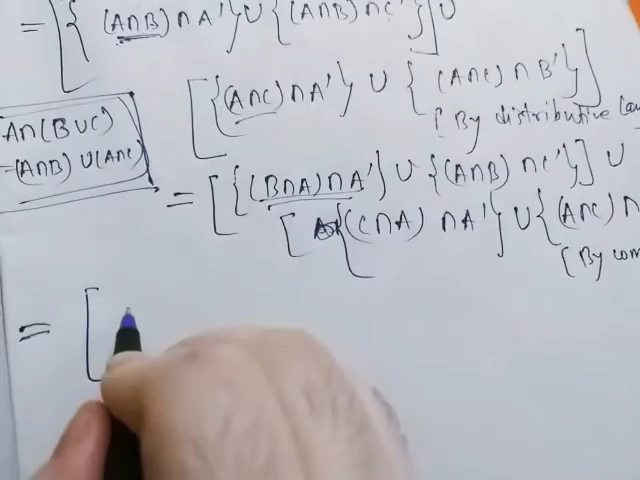 = [{(A∩B)∩A'}∪{(A∩B)∩C'}]∪
[{(A∩C)∩A'}∪{(A∩C)∩B'}]
[By distributive law
A∩(B∪C)
=(A∩B)∪(A∩C)
= [{(B∩A)∩A'}∪{(A∩B)∩C'}]∪
[{(C∩A)∩A'}∪{(A∩C)∩
[By com
= [